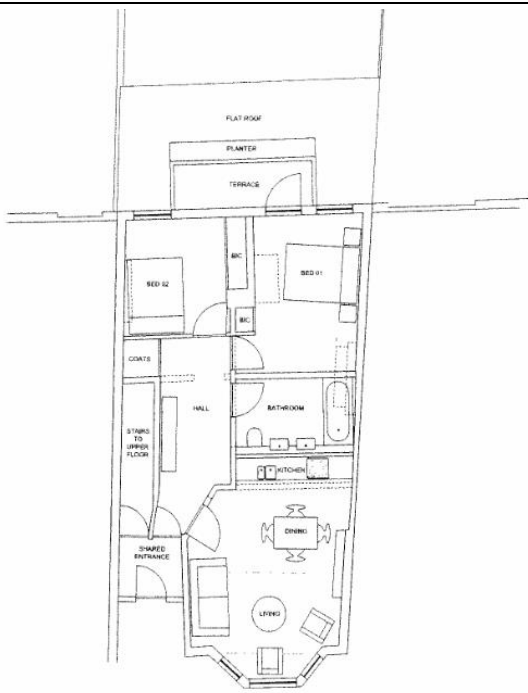 FLAT ROOF
PLANTER
TERRACE
BIC
BED 02
BED 01
BIC
COATS
HALL
BATHROOM
STAIRS
TO
UPPER
FLOOR
KITCHEN
DINING
SHARED
ENTRANCE
LIVING